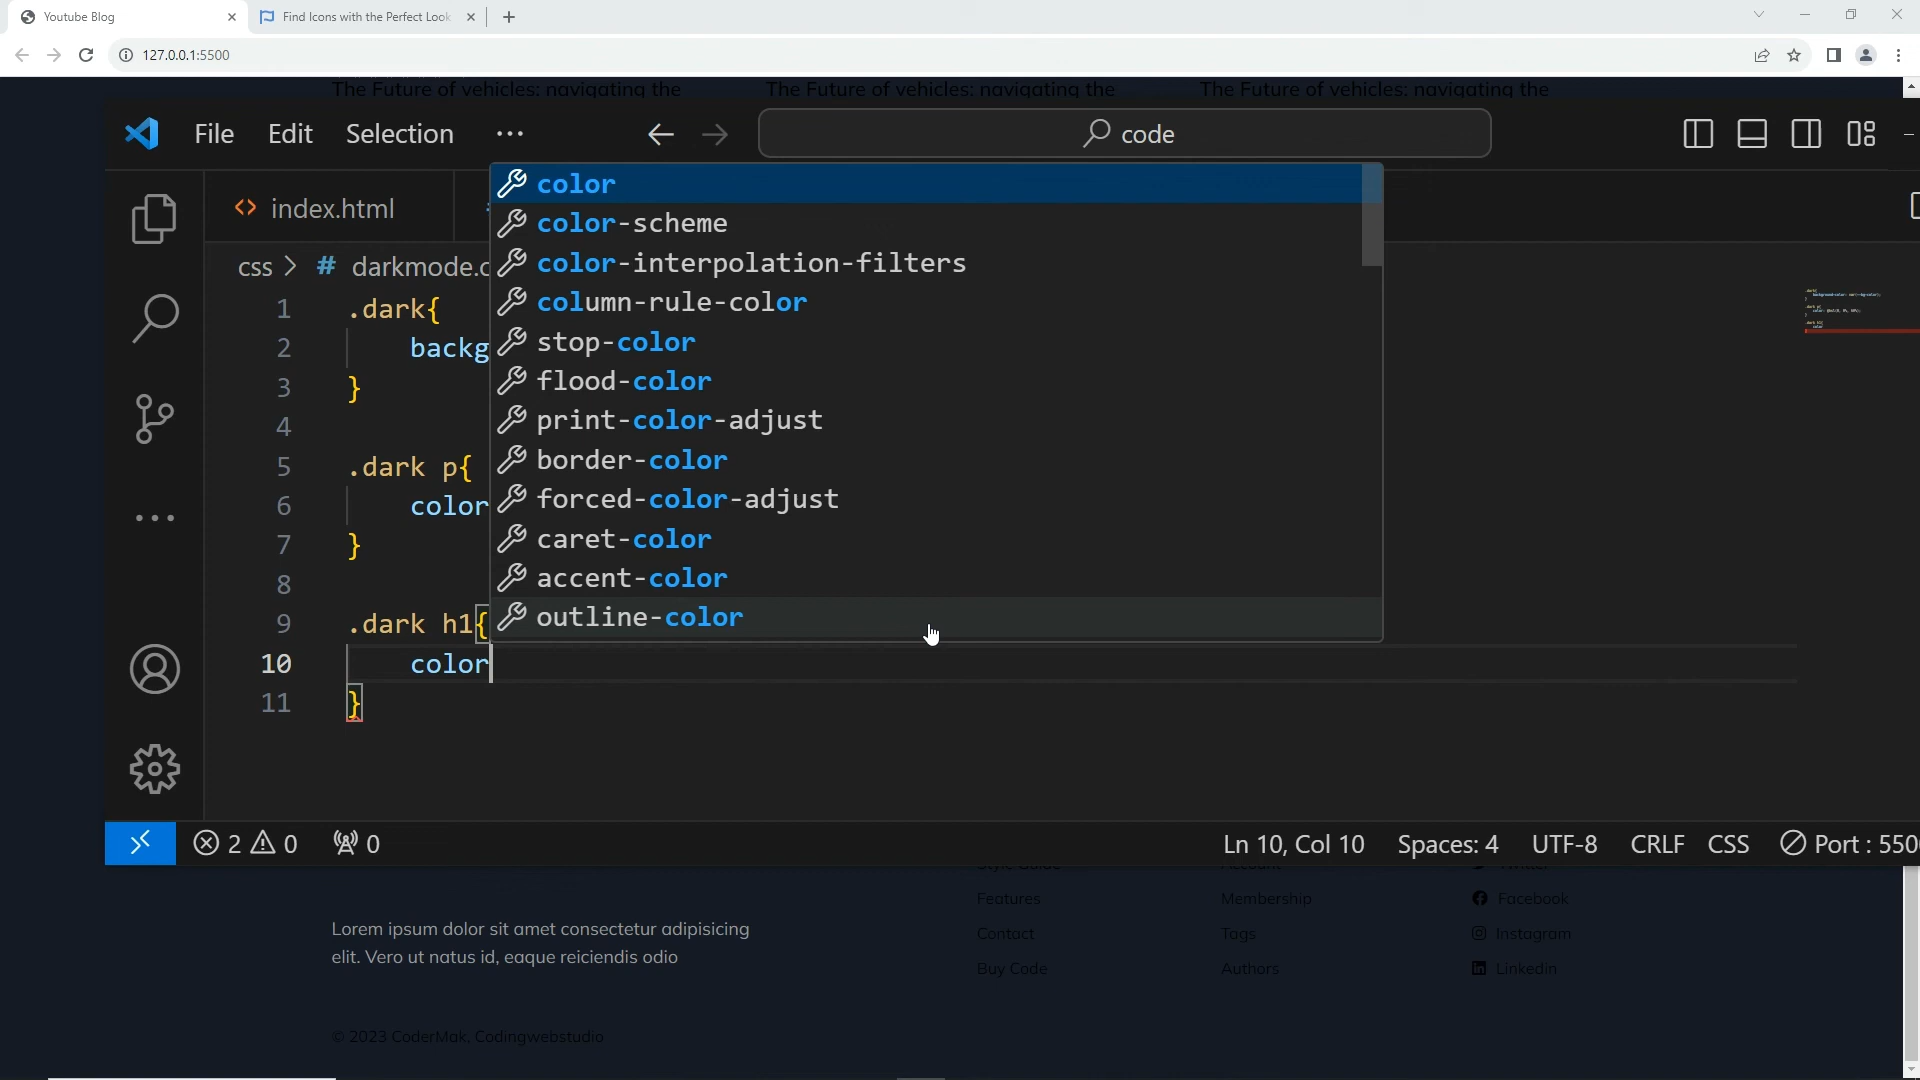 Youtube Blog
Find Icons with the Perfect Look
127.0.0.1:5500
The Future of vehicles: navigating the
The Future of vehicles: navigating the
The Future of vehicles: navigating the
File Edit Selection
code
index.html
css > # darkmode.c
color
color-scheme
color-interpolation-filters
column-rule-color
stop-color
flood-color
print-color-adjust
border-color
forced-color-adjust
caret-color
accent-color
outline-color
1 .dark{
2 backg
3 }
4
5 .dark p{
6 color
7 }
8
9 .dark h1{
10 color
11 }
2 0 0
Ln 10, Col 10 Spaces: 4 UTF-8 CRLF CSS Port : 550
Features Membership Facebook
Lorem ipsum dolor sit amet consectetur adipisicing
elit. Vero ut natus id, eaque reiciendis odio
Contact Tags Instagram
Buy Code Authors Linkedin
© 2023 CoderMak, Codingwebstudio